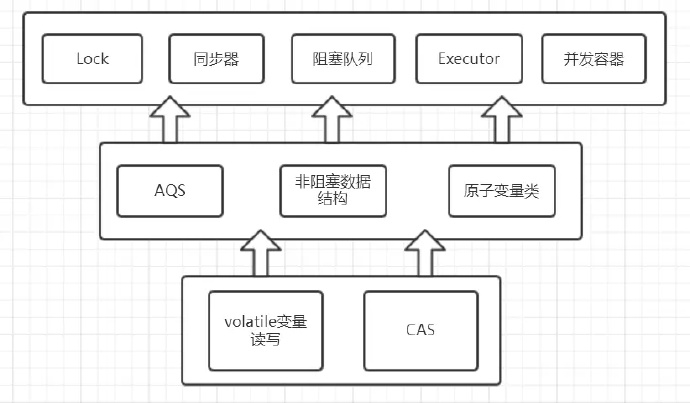 Lock
同步器
阻塞队列
Executor
并发容器
AQS
非阻塞数据
结构
原子变量类
volatile变量
读写
CAS